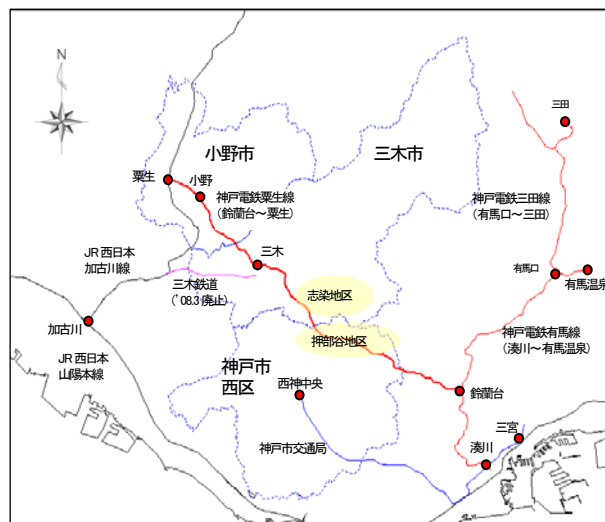 三田
小野市
三木市
粟生
小野
神戸電鉄粟生線
(鈴蘭台～粟生)
神戸電鉄三田線
(有馬口～三田)
JR西日本
加古川線
三木
三木鉄道
('08.3廃止)
有馬口
有馬温泉
志染地区
加古川
押部谷地区
神戸電鉄有馬線
(湊川～有馬温泉)
JR西日本
山陽本線
神戸市
西区
西神中央
鈴蘭台
三宮
神戸市交通局
湊川